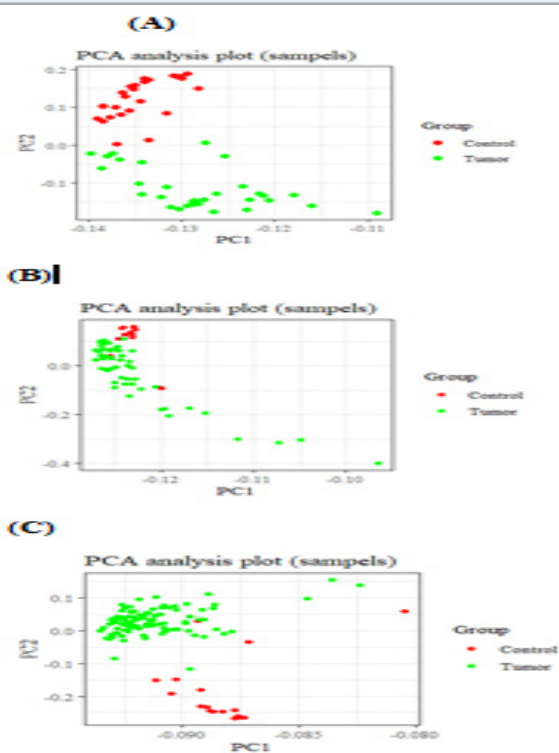 (A)
PCA analysis plot (sampels)
0.2
0.1
0.0
-0.1
PC2
-0.14 -0.13 -0.12 -0.11
PC1
Group
Control
Tumor
(B)
PCA analysis plot (sampels)
0.0
-0.2
-0.4
PC2
-0.12 -0.11 -0.10
PC1
Group
Control
Tumor
(C)
PCA analysis plot (sampels)
0.1
0.0
-0.1
-0.2
PC2
-0.090 -0.085 -0.080
PC1
Group
Control
Tumor